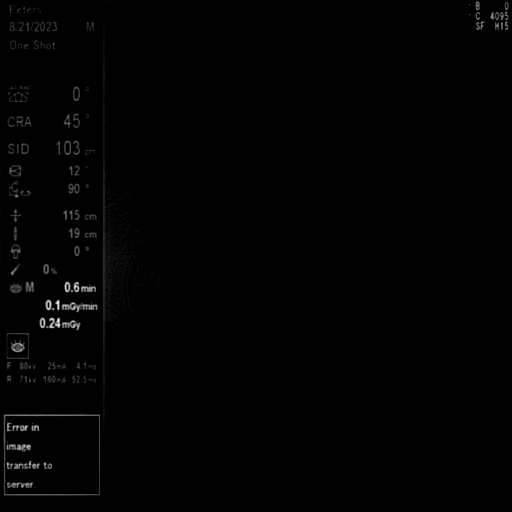 Peters
8/21/2023 M
One Shot
B 0
C 4095
SF H15
0°
CRA 45°
SID 103 cm
12°
90°
115 cm
19 cm
0°
0%
M 0.6 min
0.1 mGy/min
0.24 mGy
F 80kV 25mA 4.1ms
R 71kV 160mA 52.5ms
Error in
image
transfer to
server.